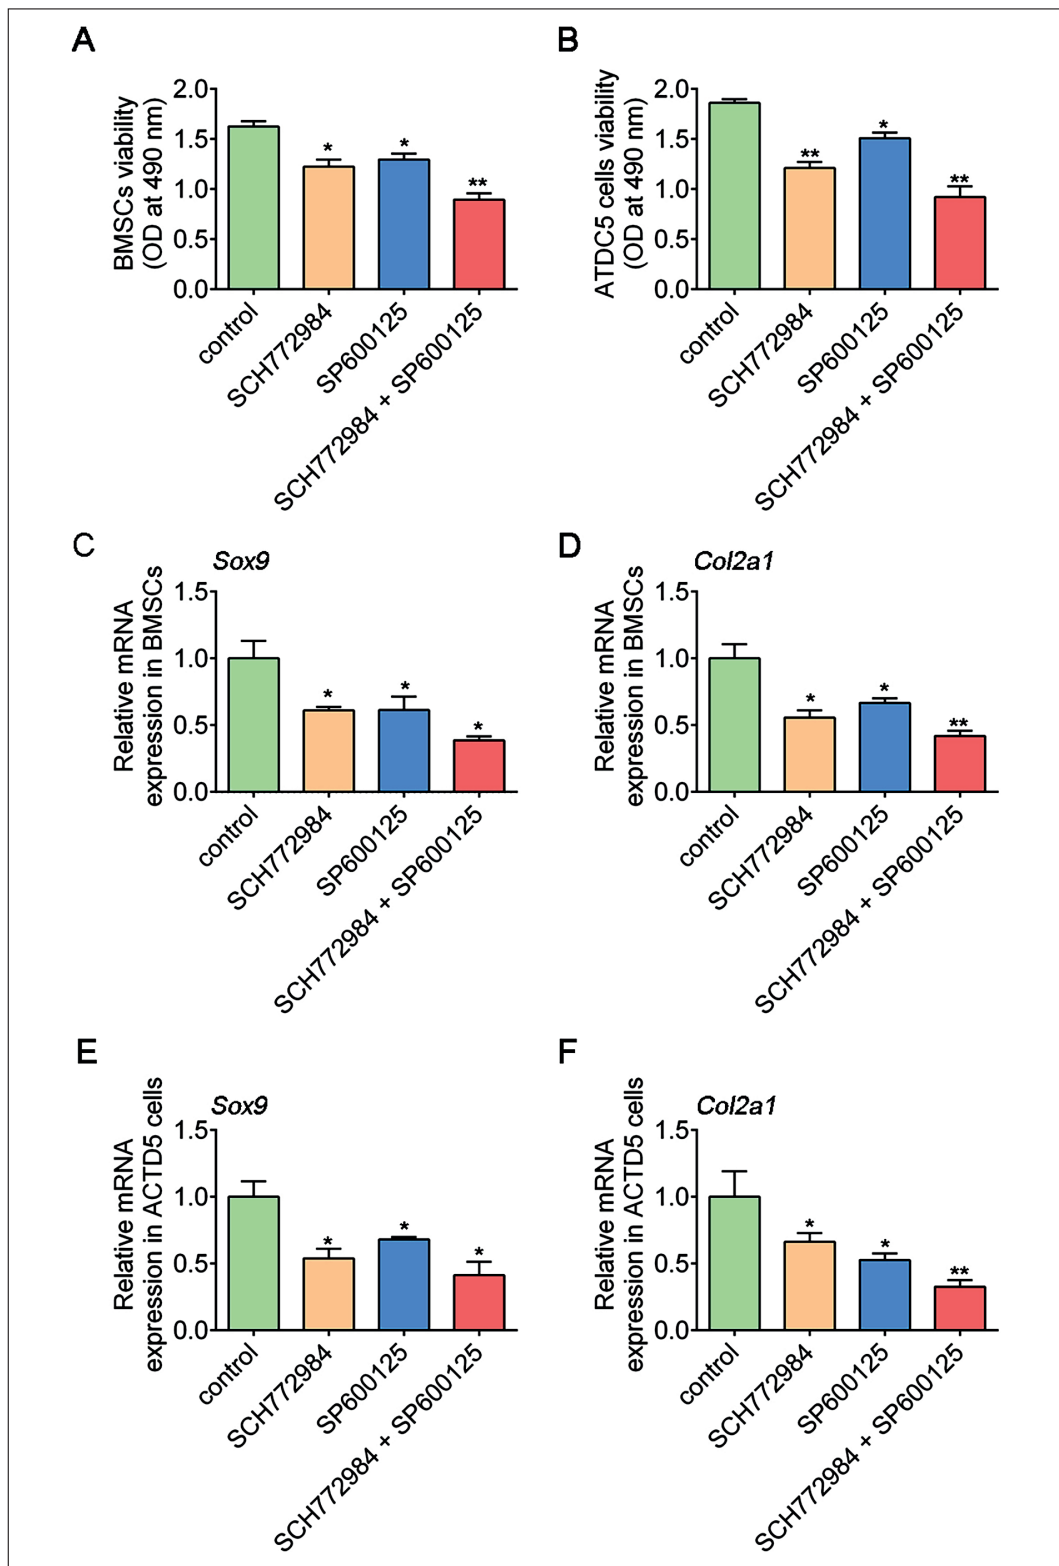 A
BMSCs viability
(OD at 490 nm)
2.0
1.5
1.0
0.5
0.0
*
*
**
control
SCH772984
SP600125
SCH772984 + SP600125
B
ATDC5 cells viability
(OD at 490 nm)
2.0
1.5
1.0
0.5
0.0
**
*
**
control
SCH772984
SP600125
SCH772984 + SP600125
C
Sox9
Relative mRNA
expression in BMSCs
1.5
1.0
0.5
0.0
*
*
*
control
SCH772984
SP600125
SCH772984 + SP600125
D
Col2a1
Relative mRNA
expression in BMSCs
1.5
1.0
0.5
0.0
*
*
**
control
SCH772984
SP600125
SCH772984 + SP600125
E
Sox9
Relative mRNA
expression in ACTD5 cells
1.5
1.0
0.5
0.0
*
*
*
control
SCH772984
SP600125
SCH772984 + SP600125
F
Col2a1
Relative mRNA
expression in ACTD5 cells
1.5
1.0
0.5
0.0
*
*
**
control
SCH772984
SP600125
SCH772984 + SP600125